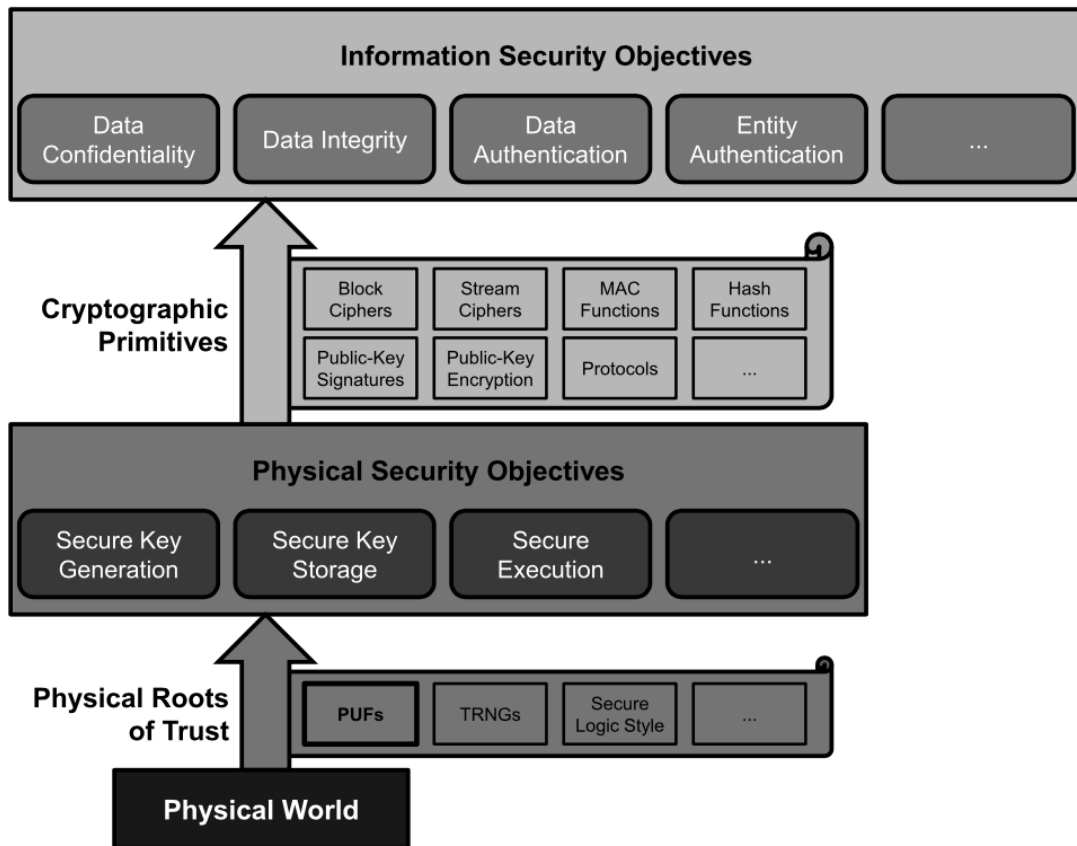 Information Security Objectives
Data
Confidentiality
Data Integrity
Data
Authentication
Entity
Authentication
...
Cryptographic
Primitives
Block
Ciphers
Stream
Ciphers
MAC
Functions
Hash
Functions
Public-Key
Signatures
Public-Key
Encryption
Protocols
...
Physical Security Objectives
Secure Key
Generation
Secure Key
Storage
Secure
Execution
...
Physical Roots
of Trust
PUFs
TRNGs
Secure
Logic Style
...
Physical World